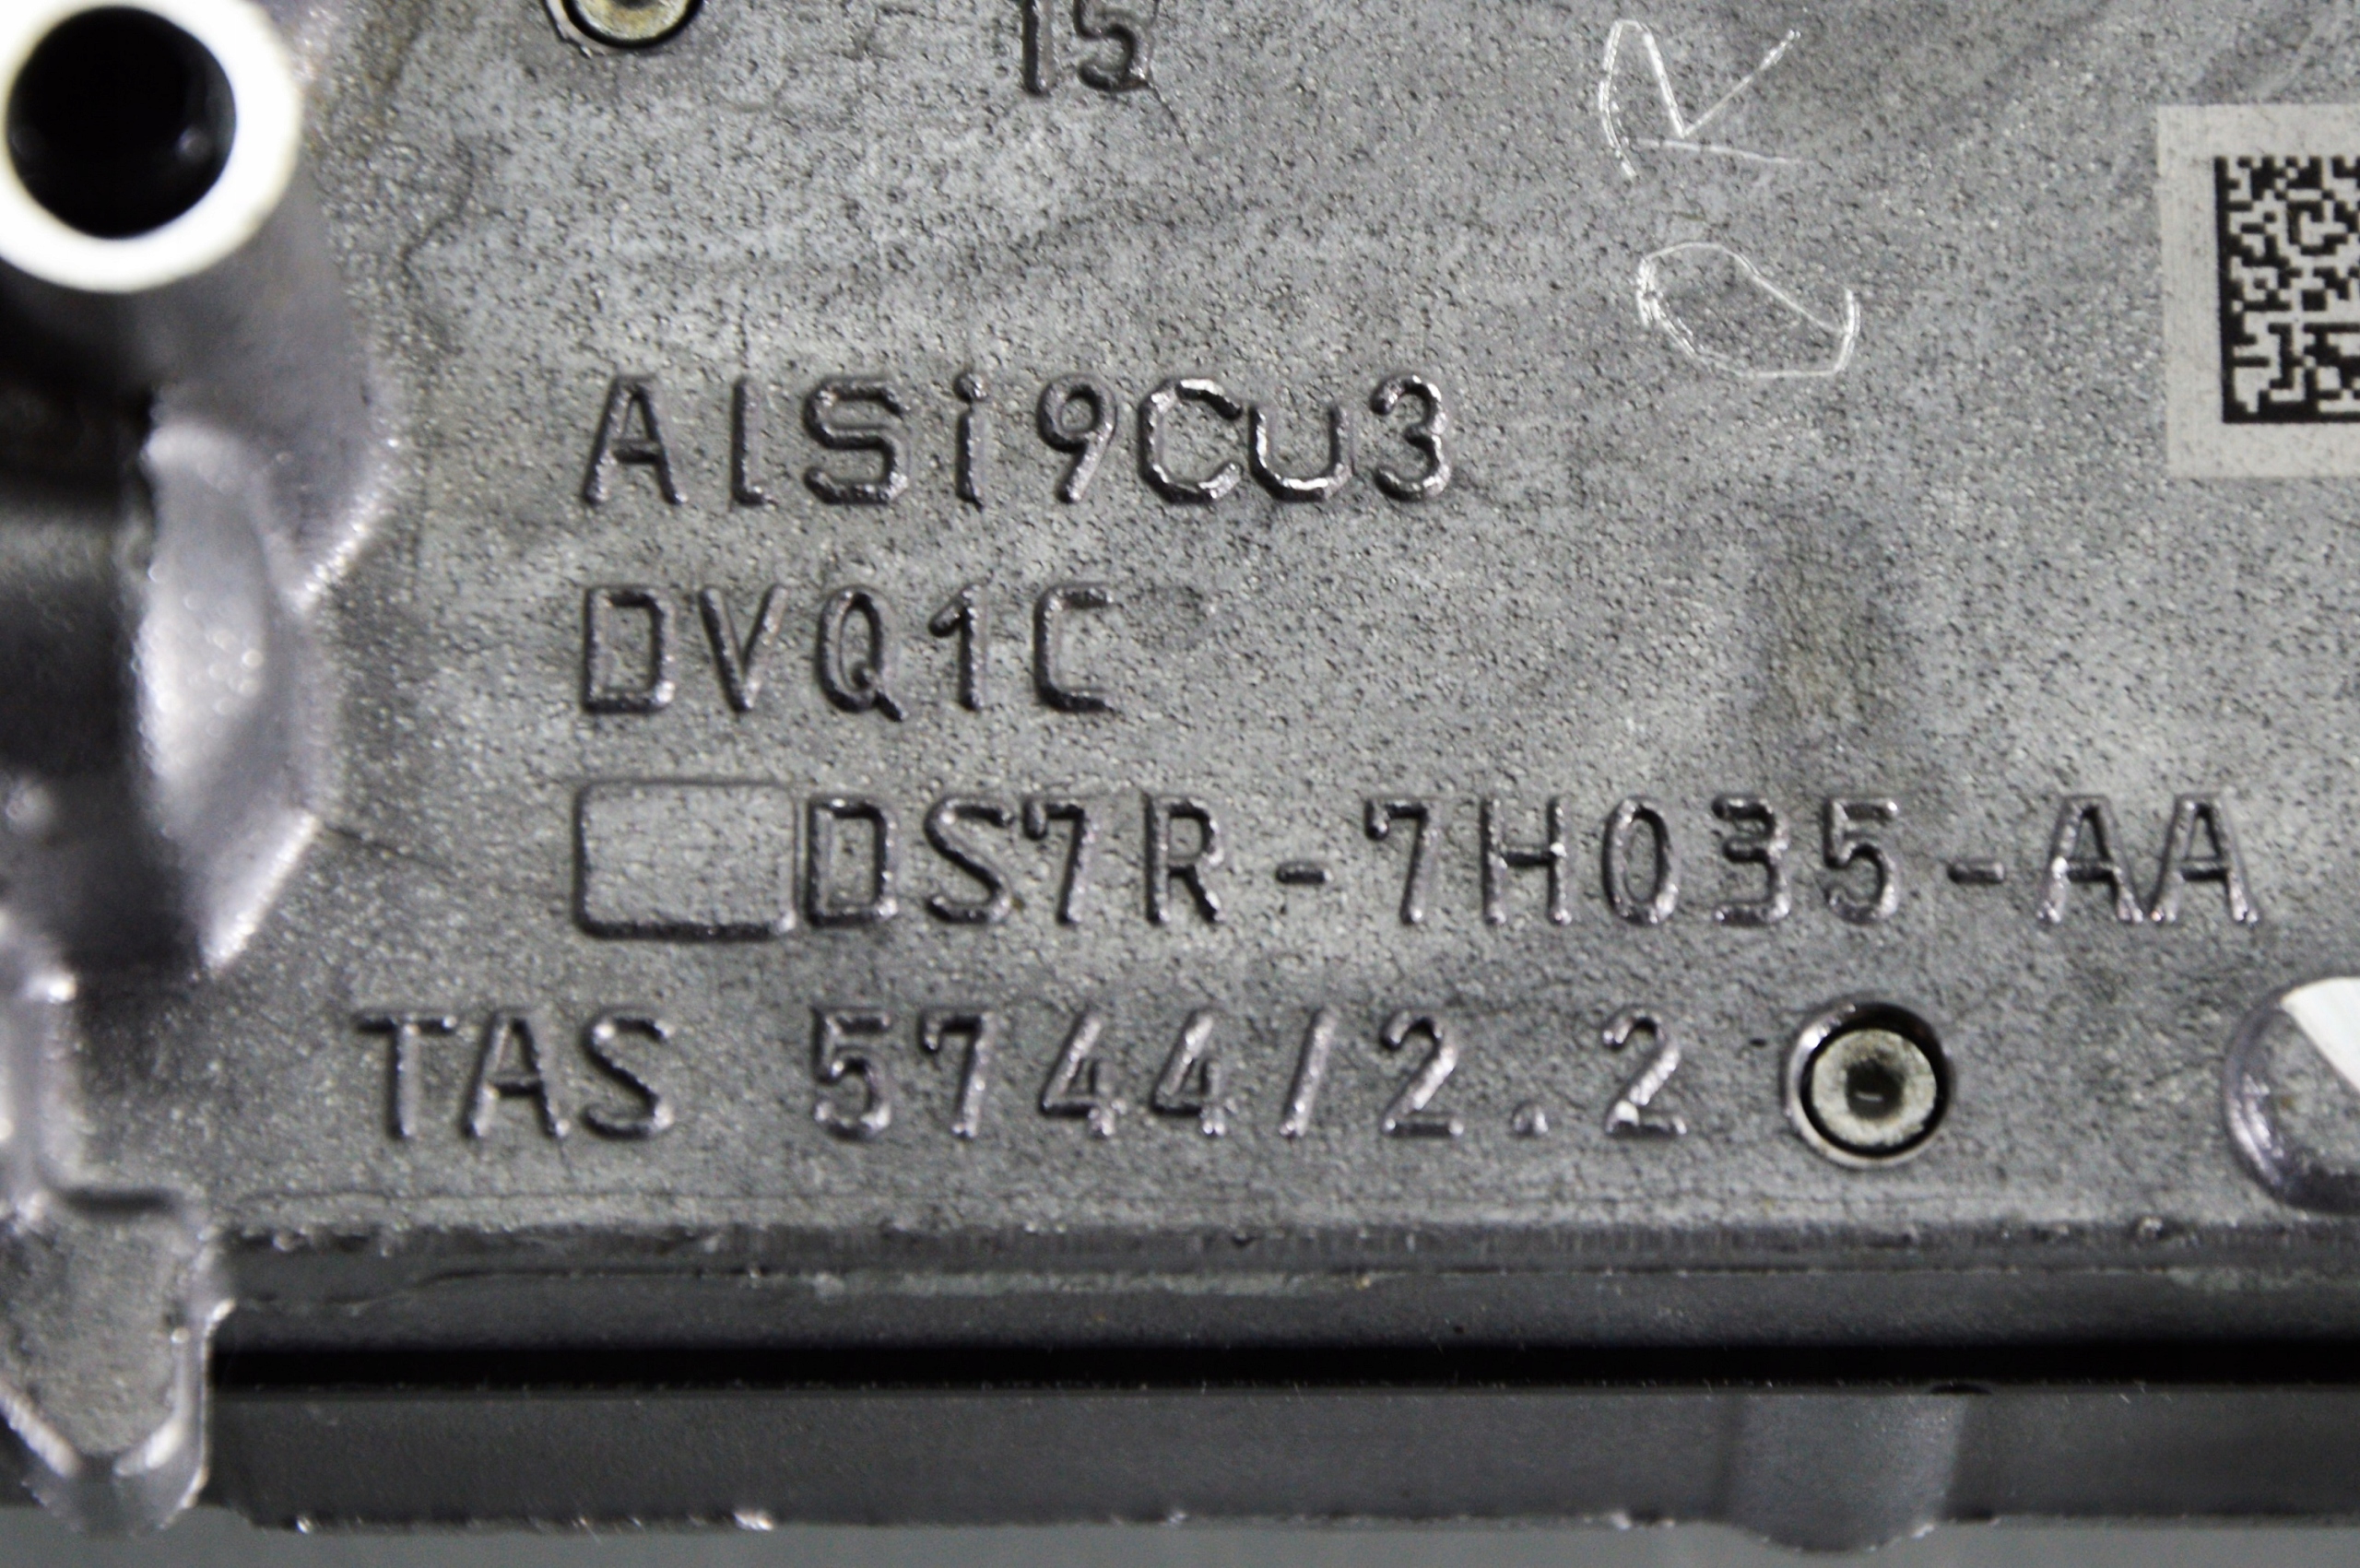 15
AlSi9Cu3
DVQ1C
DS7R-7H035-AA
TAS 5744/2.2